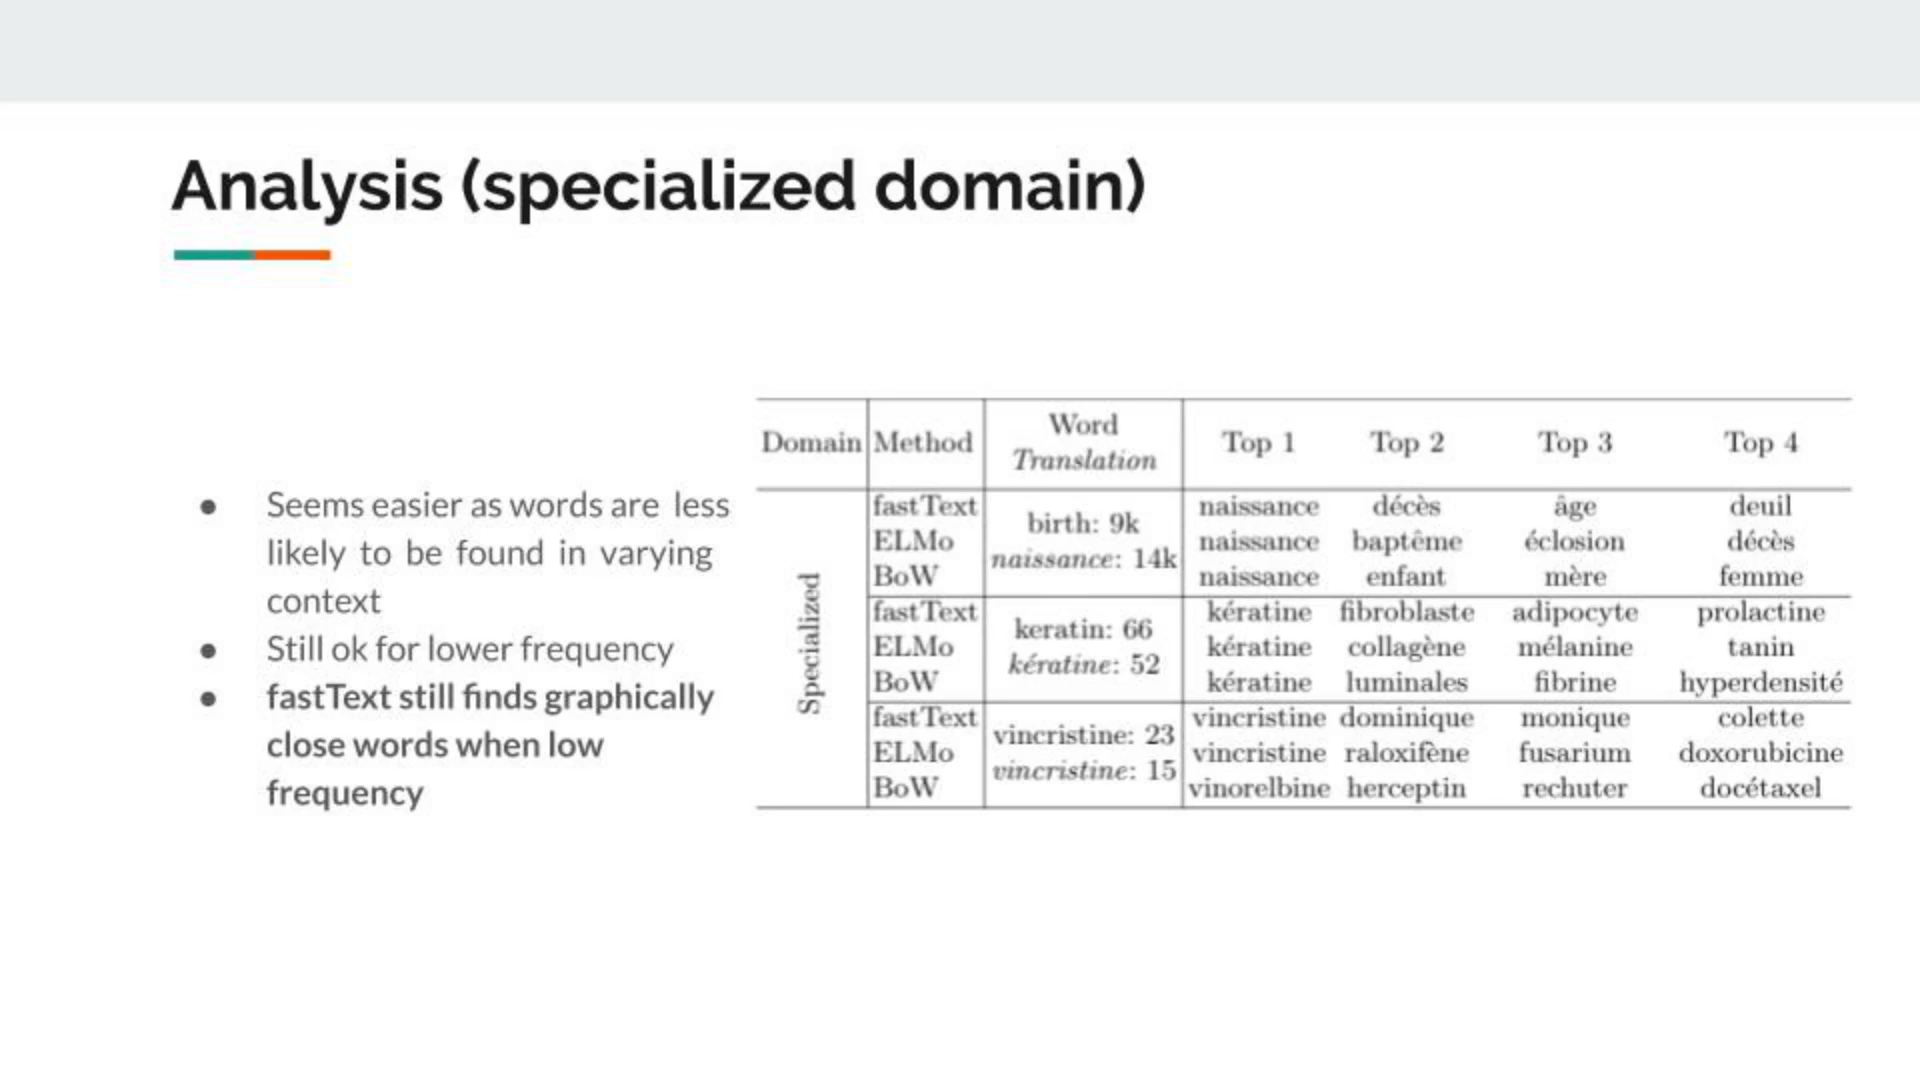 Analysis (specialized domain)
● Seems easier as words are less
likely to be found in varying
context
● Still ok for lower frequency
● fastText still finds graphically
close words when low
frequency
Domain Method Word Translation Top 1 Top 2 Top 3 Top 4
Specialized
fastText birth: 9k naissance décès âge deuil
ELMo naissance: 14k naissance baptême éclosion décès
BoW naissance enfant mère femme
fastText keratin: 66 kératine fibroblaste adipocyte prolactine
ELMo kératine: 52 kératine collagène mélanine tanin
BoW kératine luminales fibrine hyperdensité
fastText vincristine: 23 vincristine dominique monique colette
ELMo vincristine: 15 vincristine raloxifène fusarium doxorubicine
BoW vinorelbine herceptin rechuter docétaxel